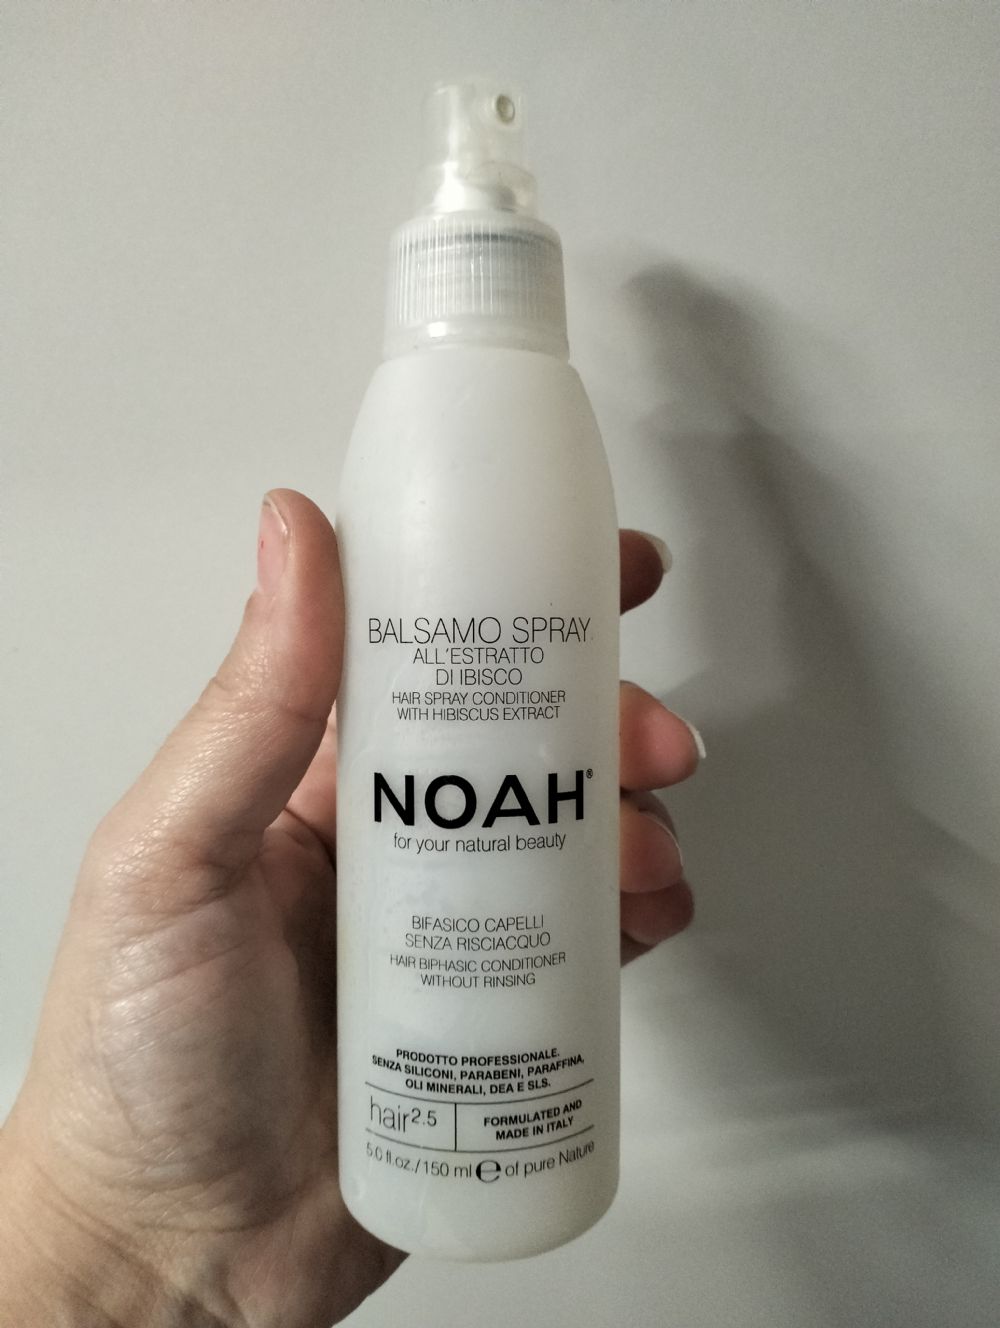 BALSAMO SPRAY
ALL'ESTRATTO
DI IBISCO
HAIR SPRAY CONDITIONER
WITH HIBISCUS EXTRACT
NOAH®
for your natural beauty
BIFASICO CAPELLI
SENZA RISCIACQUO
HAIR BIPHASIC CONDITIONER
WITHOUT RINSING
PRODOTTO PROFESSIONALE.
SENZA SILICONI, PARABENI, PARAFFINA,
OLI MINERALI, DEA E SLS.
hair2.5
FORMULATED AND
MADE IN ITALY
5.0 fl.oz./150 ml ℮ of pure Nature